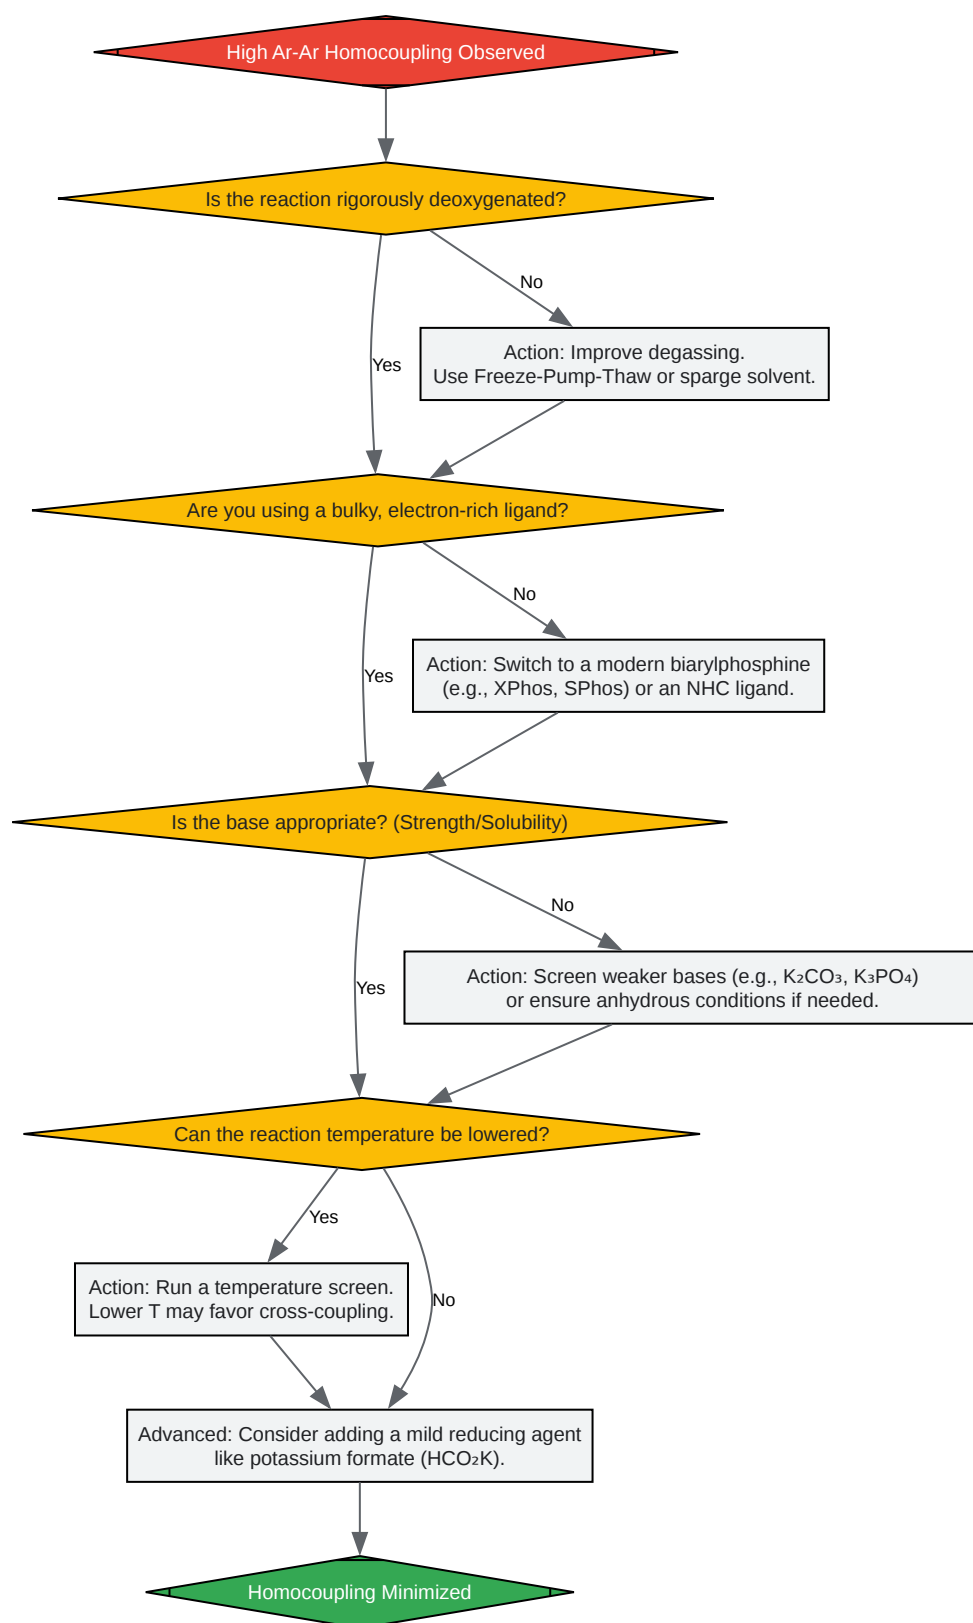 High Ar-Ar Homocoupling Observed
Is the reaction rigorously deoxygenated?
No
Action: Improve degassing.
Use Freeze-Pump-Thaw or sparge solvent.
Yes
Are you using a bulky, electron-rich ligand?
No
Action: Switch to a modern biarylphosphine
(e.g., XPhos, SPhos) or an NHC ligand.
Yes
Is the base appropriate? (Strength/Solubility)
No
Action: Screen weaker bases (e.g., K₂CO₃, K₃PO₄)
or ensure anhydrous conditions if needed.
Yes
Can the reaction temperature be lowered?
Yes
Action: Run a temperature screen.
Lower T may favor cross-coupling.
No
Advanced: Consider adding a mild reducing agent
like potassium formate (HCO₂K).
Homocoupling Minimized